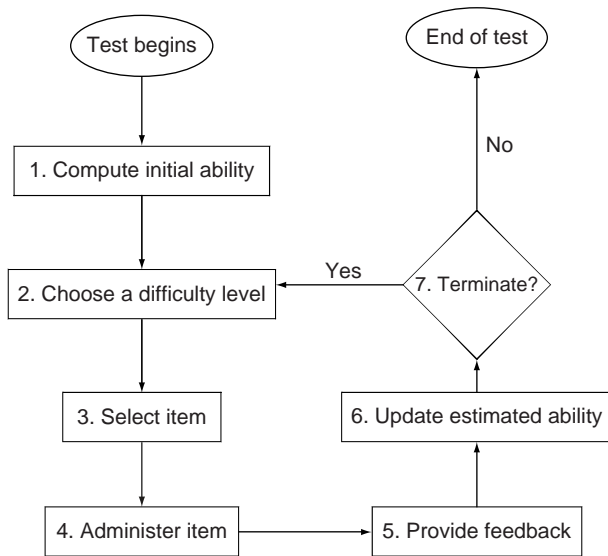 Test begins
End of test
No
1. Compute initial ability
Yes
2. Choose a difficulty level
7. Terminate?
3. Select item
6. Update estimated ability
4. Administer item
5. Provide feedback